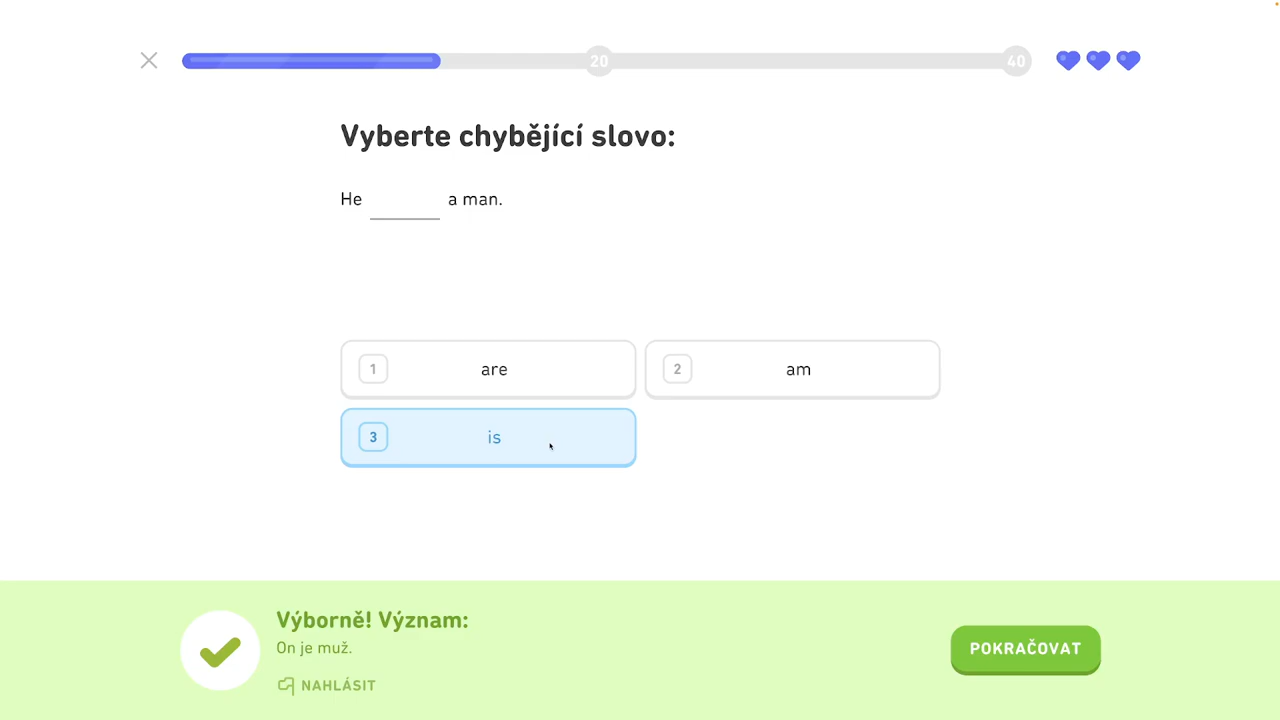 20
40
Vyberte chybějící slovo:
He ______ a man.
1 are
2 am
3 is
Výborně! Význam:
On je muž.
NAHLÁSIT
POKRAČOVAT